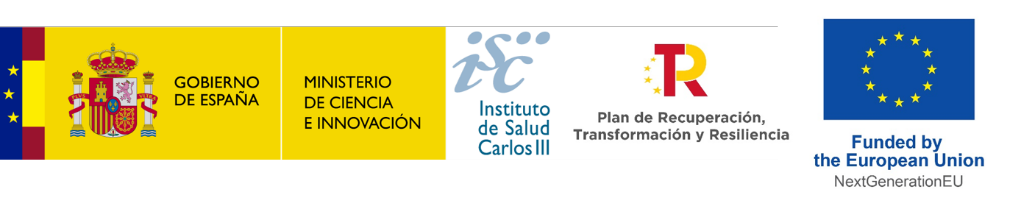 GOBIERNO
DE ESPAÑA
MINISTERIO
DE CIENCIA
E INNOVACIÓN
isc
Instituto
de Salud
Carlos III
TR
Plan de Recuperación,
Transformación y Resiliencia
Funded by
the European Union
NextGenerationEU